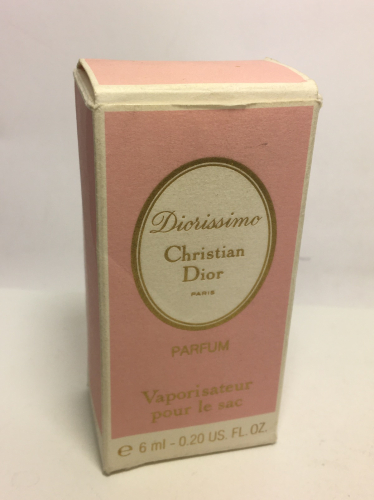 Diorissimo
Christian
Dior
PARIS
PARFUM
Vaporisateur
pour le sac
℮ 6 ml - 0.20 US. FL. OZ.